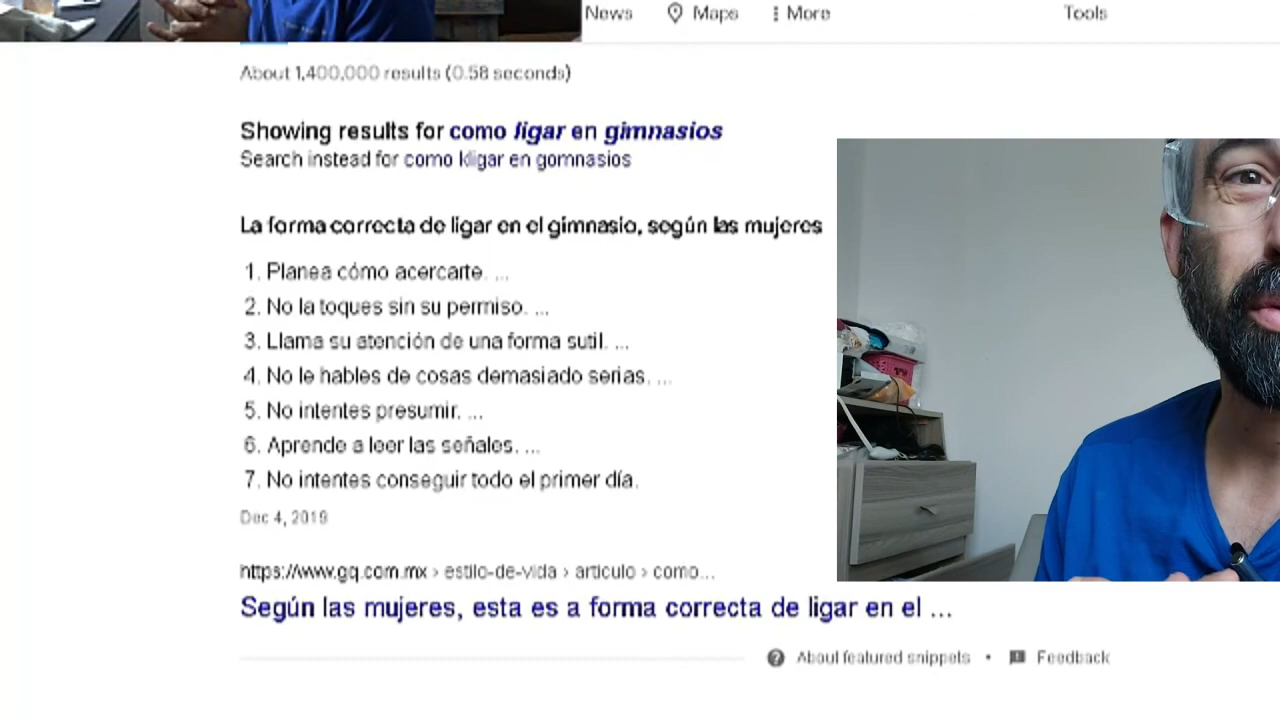 News Maps More Tools
About 1,400,000 results (0.58 seconds)
Showing results for como ligar en gimnasios
Search instead for como kligar en gomnasios
La forma correcta de ligar en el gimnasio, según las mujeres
1. Planea cómo acercarte. ...
2. No la toques sin su permiso. ...
3. Llama su atención de una forma sutil. ...
4. No le hables de cosas demasiado serias. ...
5. No intentes presumir. ...
6. Aprende a leer las señales. ...
7. No intentes conseguir todo el primer día.
Dec 4, 2019
https://www.gq.com.mx › estilo-de-vida › articulo › como...
Según las mujeres, esta es a forma correcta de ligar en el ...
About featured snippets • Feedback